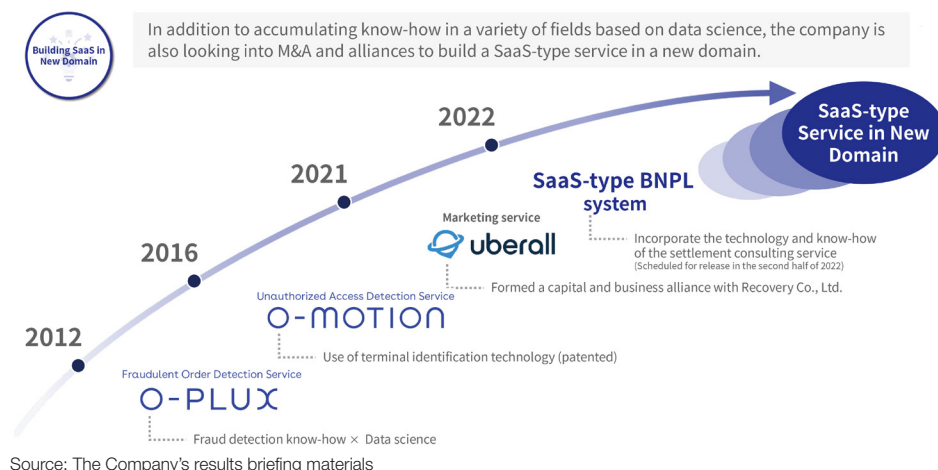 Building SaaS in
New Domain
In addition to accumulating know-how in a variety of fields based on data science, the company is
also looking into M&A and alliances to build a SaaS-type service in a new domain.
2022
SaaS-type
Service in New
Domain
2021
SaaS-type BNPL
system
Marketing service
uberall
Incorporate the technology and know-how
of the settlement consulting service
(Scheduled for release in the second half of 2022)
2016
Formed a capital and business alliance with Recovery Co., Ltd.
Unauthorized Access Detection Service
O-MOTION
2012
Use of terminal identification technology (patented)
Fraudulent Order Detection Service
O-PLUX
Fraud detection know-how × Data science
Source: The Company's results briefing materials